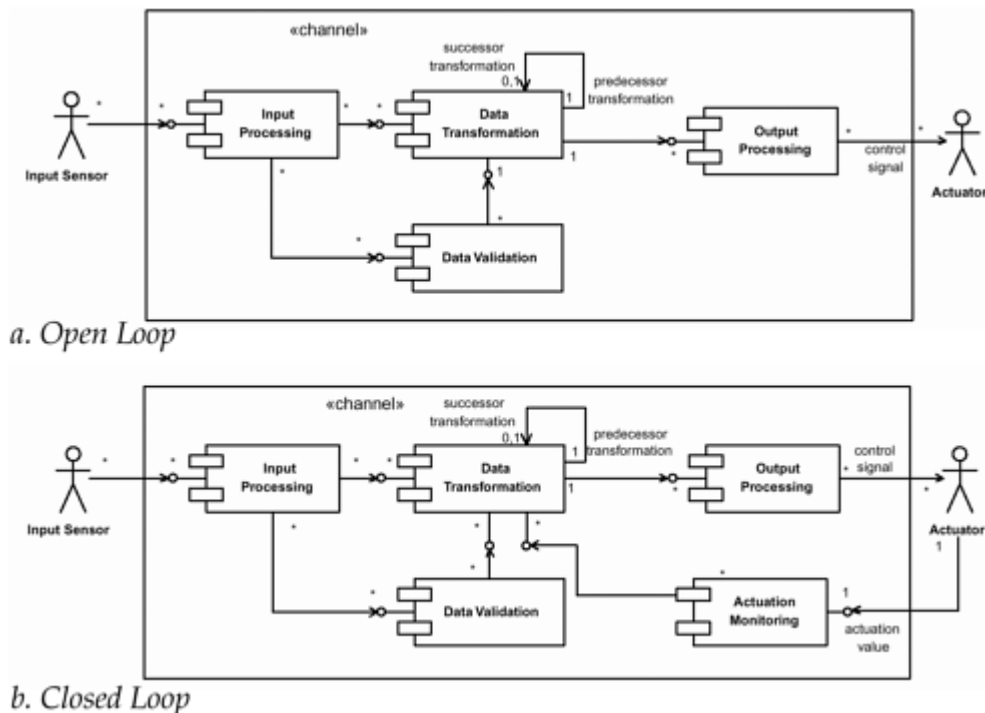 «channel»
successor
transformation
0,1
1
predecessor
transformation
* * Input
Processing
* * Data
Transformation
1
* Output
Processing
* *
control
signal
Input Sensor
Actuator
*
1
*
*
Data Validation
a. Open Loop
«channel»
successor
transformation
0,1
1
predecessor
transformation
* * Input
Processing
* * Data
Transformation
1
* Output
Processing
*
control
signal
*
Input Sensor
Actuator
1
*
* *
*
*
Data Validation
*
Actuation
Monitoring
1
actuation
value
b. Closed Loop